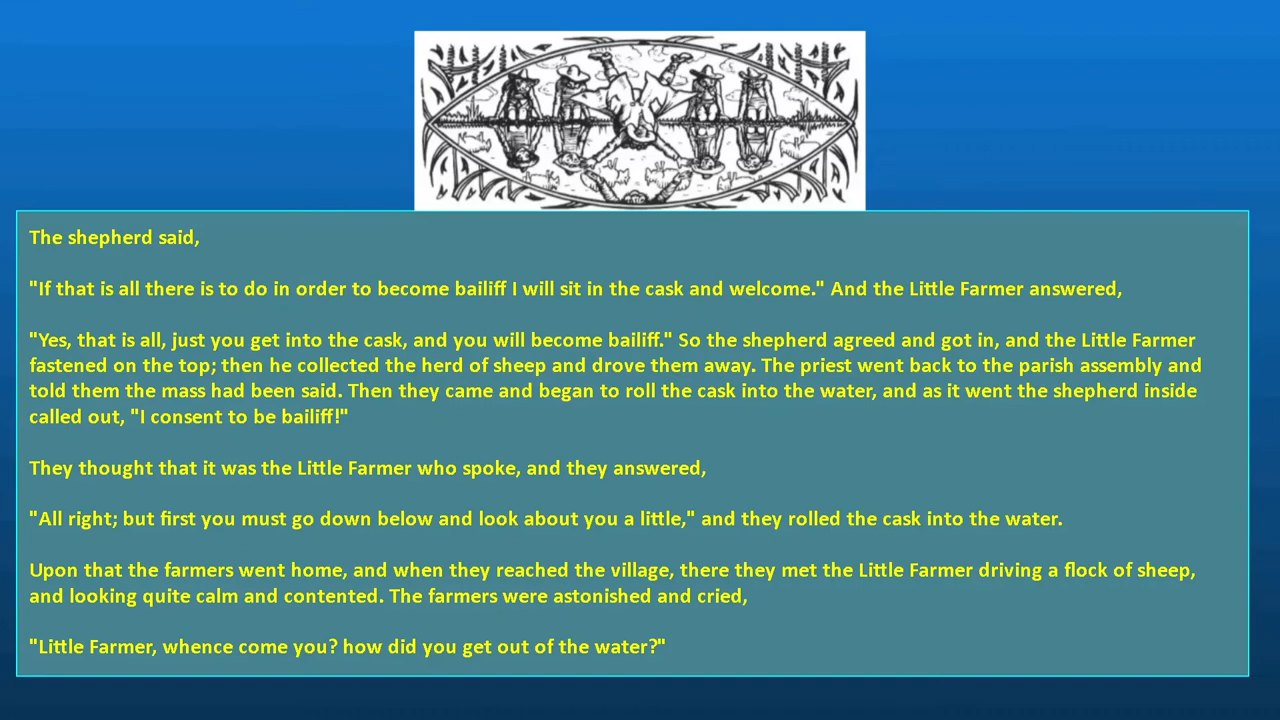 The shepherd said,
"If that is all there is to do in order to become bailiff I will sit in the cask and welcome." And the Little Farmer answered,
"Yes, that is all, just you get into the cask, and you will become bailiff." So the shepherd agreed and got in, and the Little Farmer
fastened on the top; then he collected the herd of sheep and drove them away. The priest went back to the parish assembly and
told them the mass had been said. Then they came and began to roll the cask into the water, and as it went the shepherd inside
called out, "I consent to be bailiff!"
They thought that it was the Little Farmer who spoke, and they answered,
"All right; but first you must go down below and look about you a little," and they rolled the cask into the water.
Upon that the farmers went home, and when they reached the village, there they met the Little Farmer driving a flock of sheep,
and looking quite calm and contented. The farmers were astonished and cried,
"Little Farmer, whence come you? how did you get out of the water?"